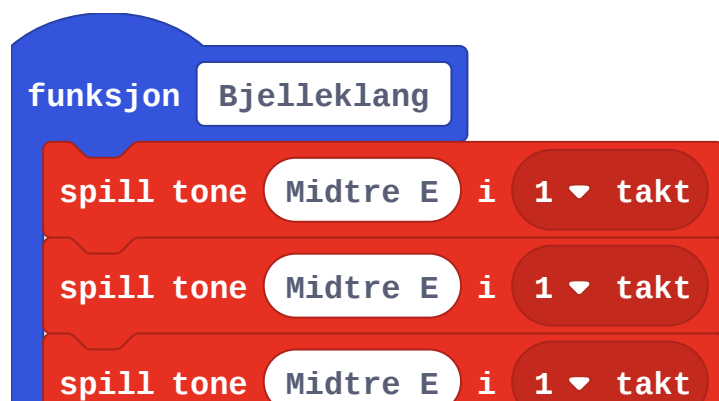 funksjon Bjelleklang
spill tone Midtre E i 1 takt
spill tone Midtre E i 1 takt
spill tone Midtre E i 1 takt